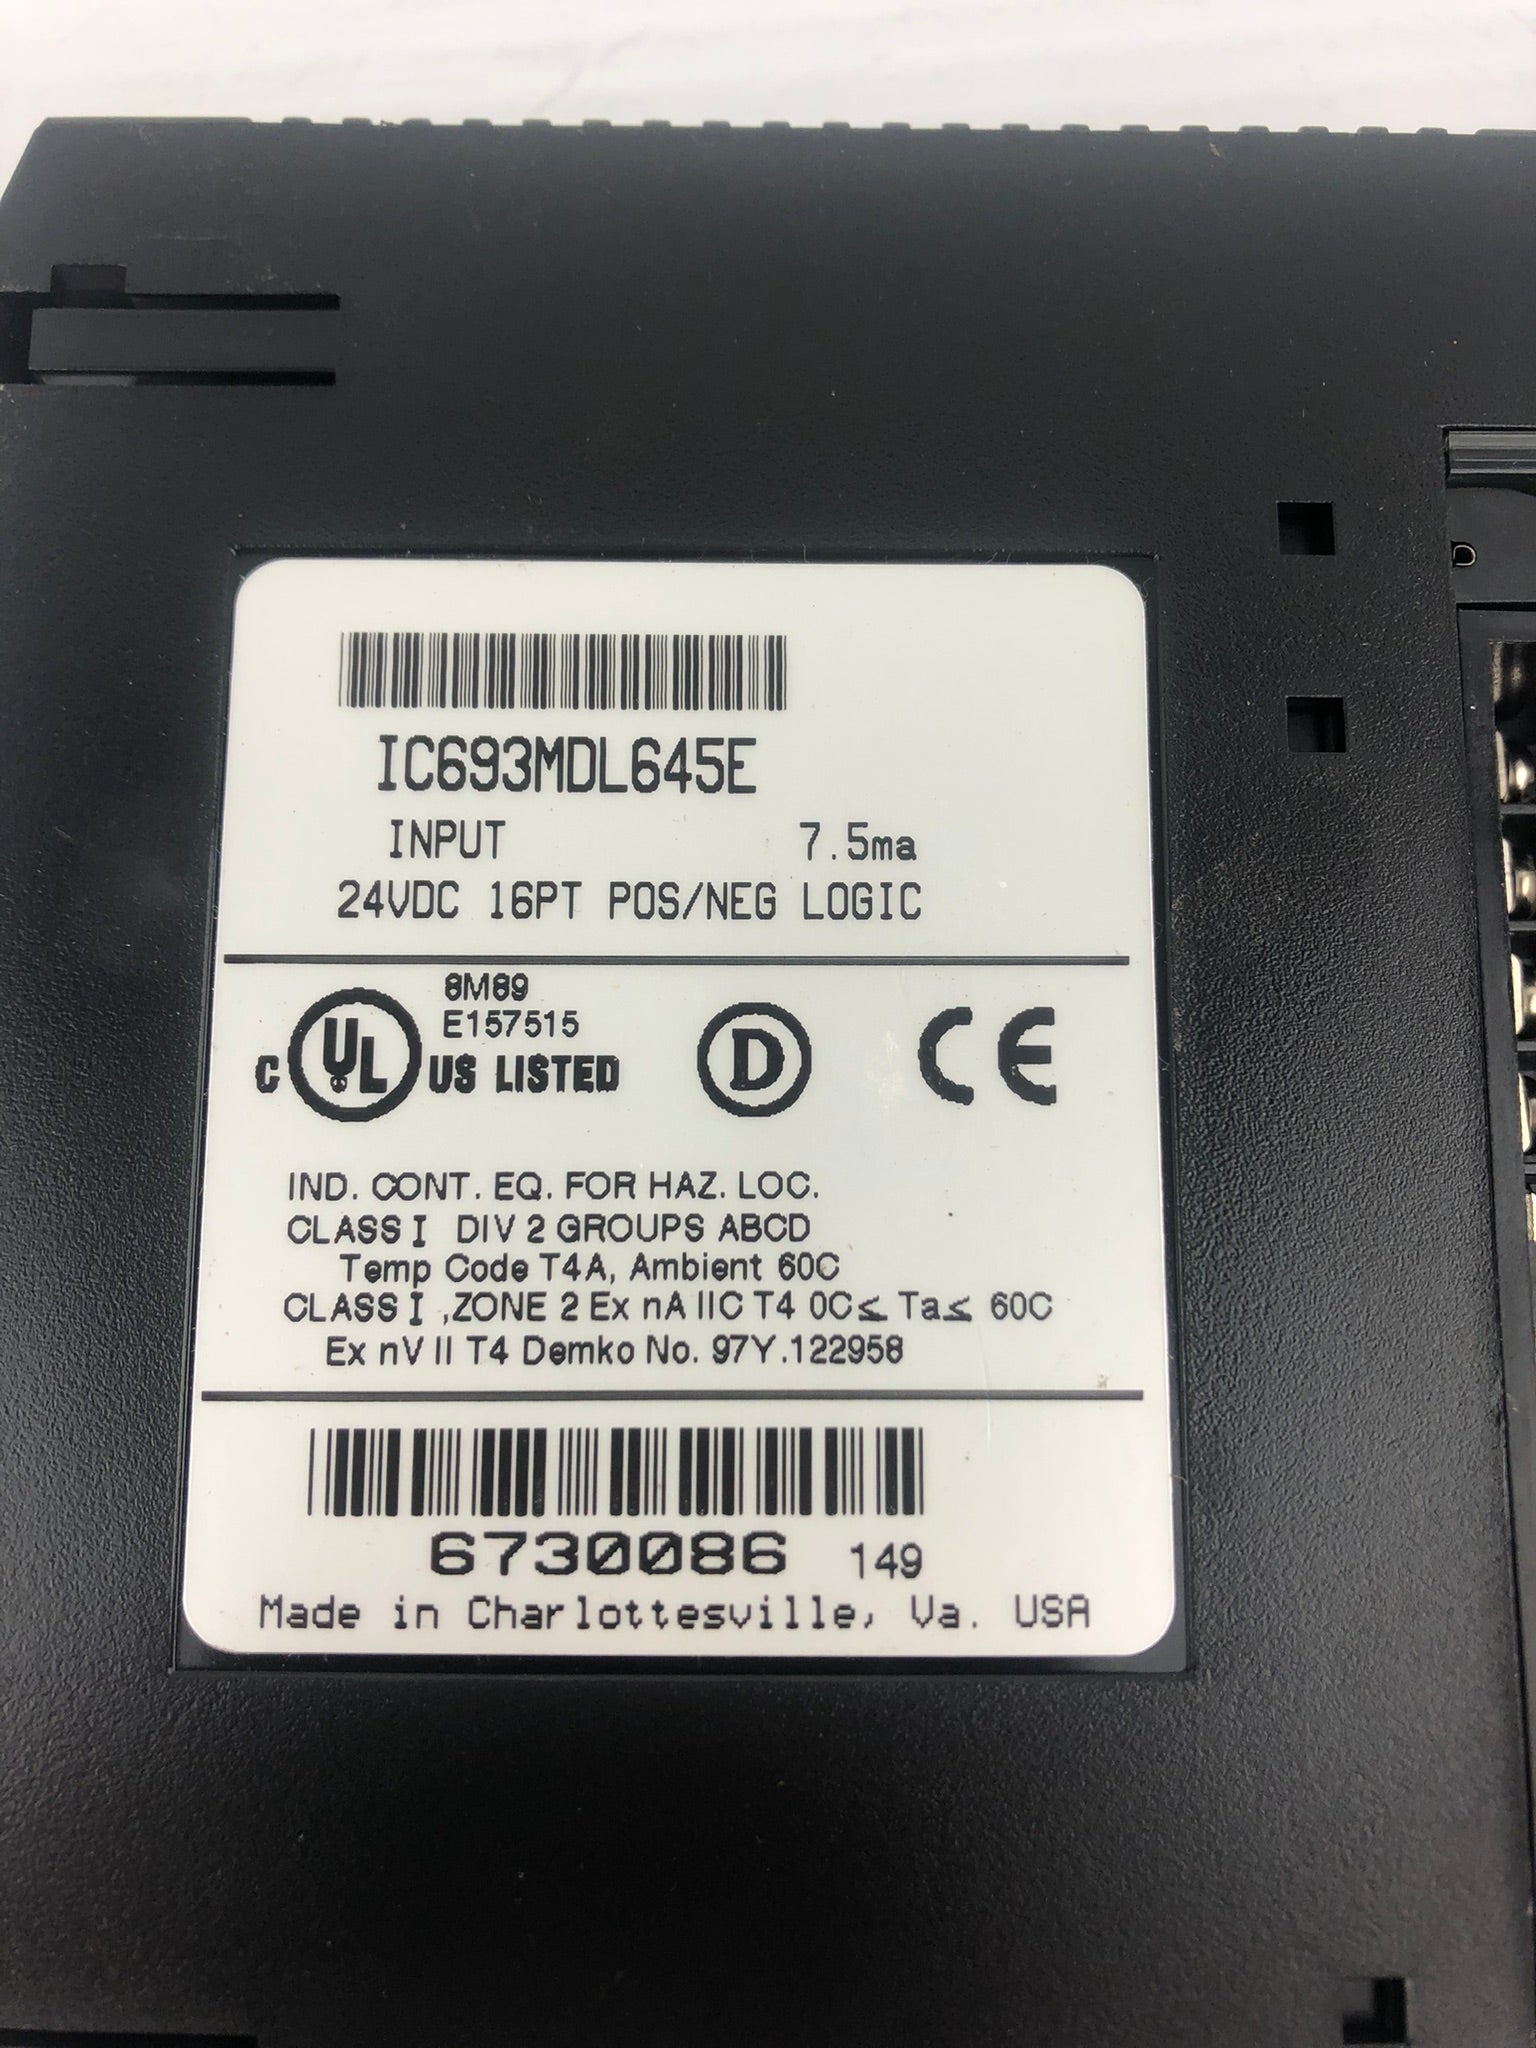 IC693MDL645E
INPUT 7.5ma
24VDC 16PT POS/NEG LOGIC
8M89
E157515
C UL US LISTED D CE
IND. CONT. EQ. FOR HAZ. LOC.
CLASS I DIV 2 GROUPS ABCD
Temp Code T4A, Ambient 60C
CLASS I ,ZONE 2 Ex nA IIC T4 0C≤ Ta≤ 60C
Ex nV II T4 Demko No. 97Y.122958
6730086 149
Made in Charlottesville, Va. USA